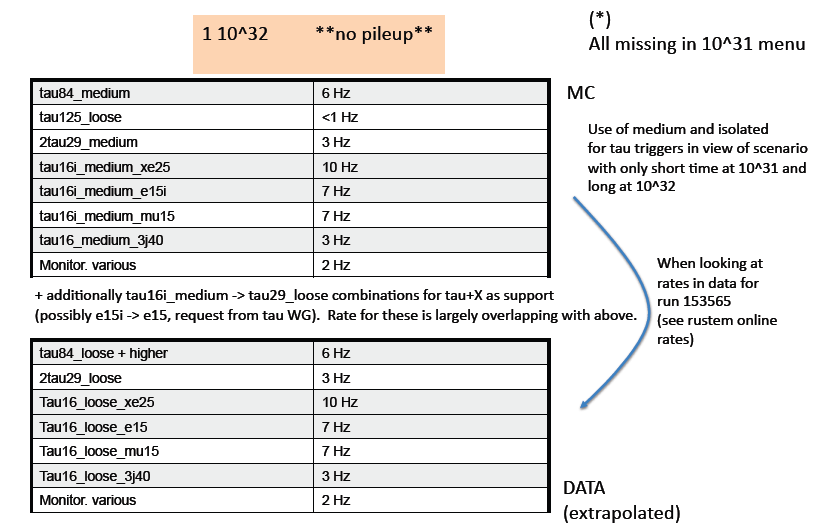 1 10^32 **no pileup**
(*)
All missing in 10^31 menu
MC
tau84_medium 6 Hz
tau125_loose <1 Hz
2tau29_medium 3 Hz
tau16i_medium_xe25 10 Hz
tau16i_medium_e15i 7 Hz
tau16i_medium_mu15 7 Hz
tau16_medium_3j40 3 Hz
Monitor. various 2 Hz
Use of medium and isolated
for tau triggers in view of scenario
with only short time at 10^31 and
long at 10^32
When looking at
rates in data for
run 153565
(see rustem online
rates)
+ additionally tau16i_medium -> tau29_loose combinations for tau+X as support
(possibly e15i -> e15, request from tau WG). Rate for these is largely overlapping with above.
tau84_loose + higher 6 Hz
2tau29_loose 3 Hz
Tau16_loose_xe25 10 Hz
Tau16_loose_e15 7 Hz
Tau16_loose_mu15 7 Hz
Tau16_loose_3j40 3 Hz
Monitor. various 2 Hz
DATA
(extrapolated)